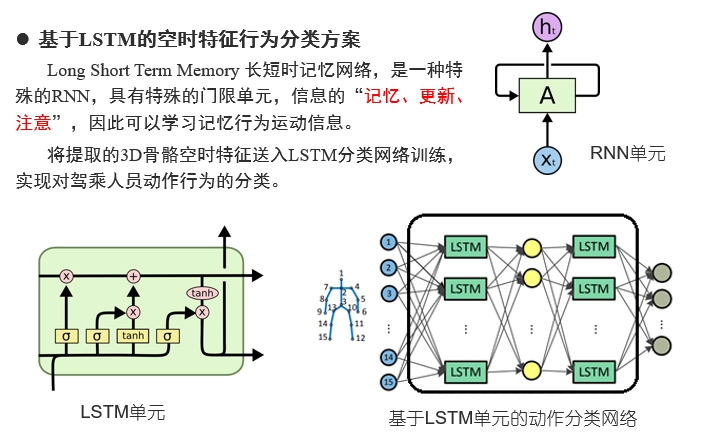 ● 基于LSTM的空时特征行为分类方案
Long Short Term Memory 长短时记忆网络，是一种特
殊的RNN，具有特殊的门限单元，信息的“记忆、更新、
注意”，因此可以学习记忆行为运动信息。
将提取的3D骨骼空时特征送入LSTM分类网络训练，
实现对驾乘人员动作行为的分类。
ht
A
Xt
RNN单元
x
+
tanh
x
x
σ
σ
tanh
σ
LSTM单元
1
7
2
4
8
3
5
9
13
10
6
14
11
15
12
1
2
3
⋮
14
15
LSTM
LSTM
LSTM
LSTM
⋮
⋮
⋮
⋮
LSTM
LSTM
基于LSTM单元的动作分类网络